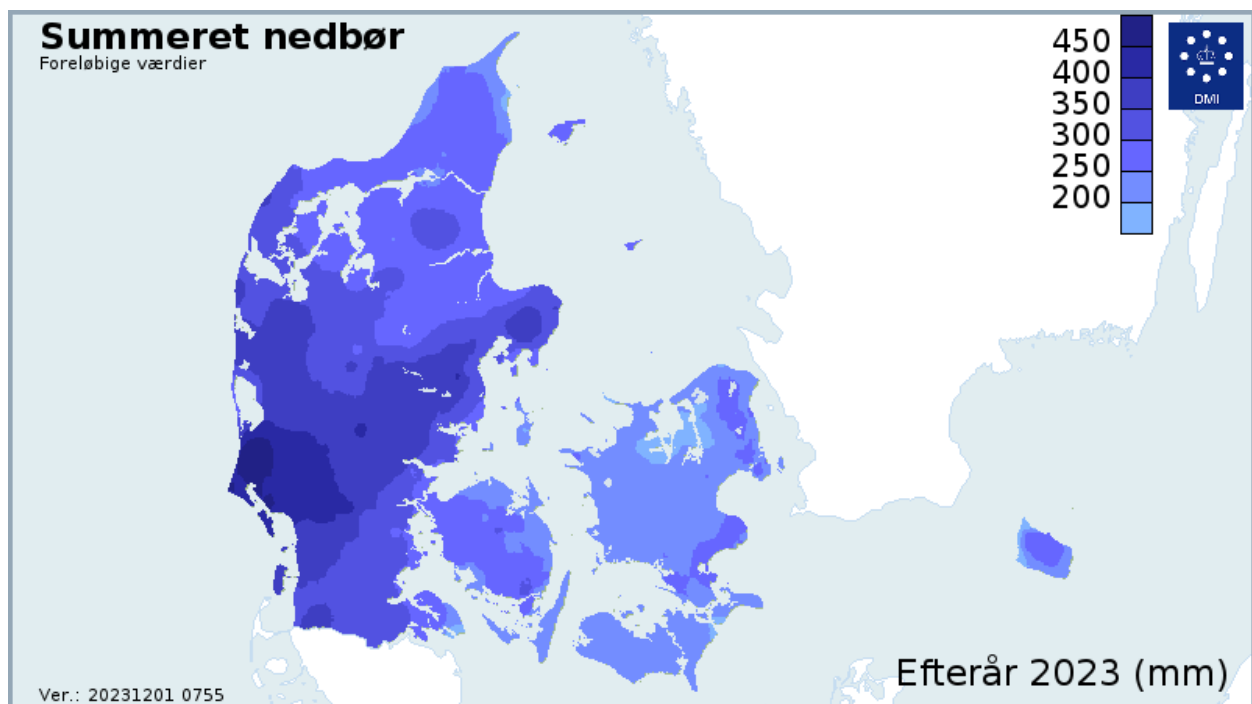 Summeret nedbør
Foreløbige værdier
450
400
350
300
250
200
DMI
Efterår 2023 (mm)
Ver.: 20231201 0755